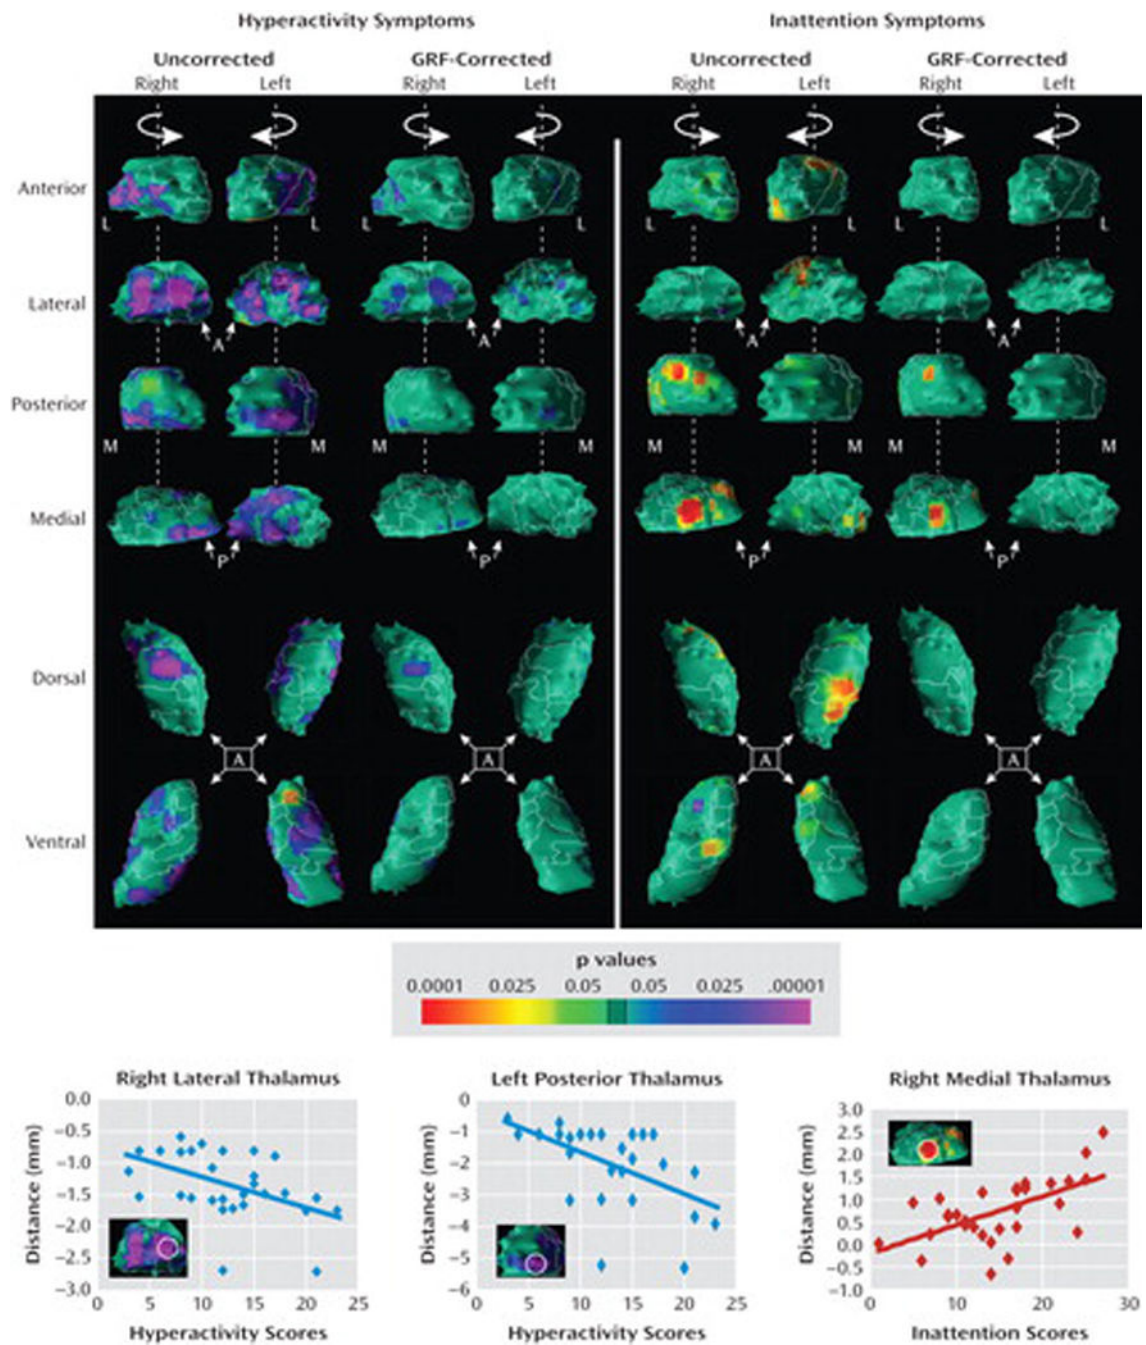 Hyperactivity Symptoms Inattention Symptoms
Uncorrected GRF-Corrected Uncorrected GRF-Corrected
Right Left Right Left Right Left Right Left
Anterior
L L L L L L L L
Lateral
A A A A
Posterior
M M M M M M M M
Medial
P P P P
Dorsal
A A A A
Ventral
p values
0.0001 0.025 0.05 0.05 0.025 .00001
Right Lateral Thalamus
Distance (mm)
0.0
−0.5
−1.0
−1.5
−2.0
−2.5
−3.0
0 5 10 15 20 25
Hyperactivity Scores
Left Posterior Thalamus
Distance (mm)
0
−1
−2
−3
−4
−5
−6
0 5 10 15 20 25
Hyperactivity Scores
Right Medial Thalamus
Distance (mm)
3.0
2.5
2.0
1.5
1.0
0.5
0.0
−0.5
−1.0
0 10 20 30
Inattention Scores